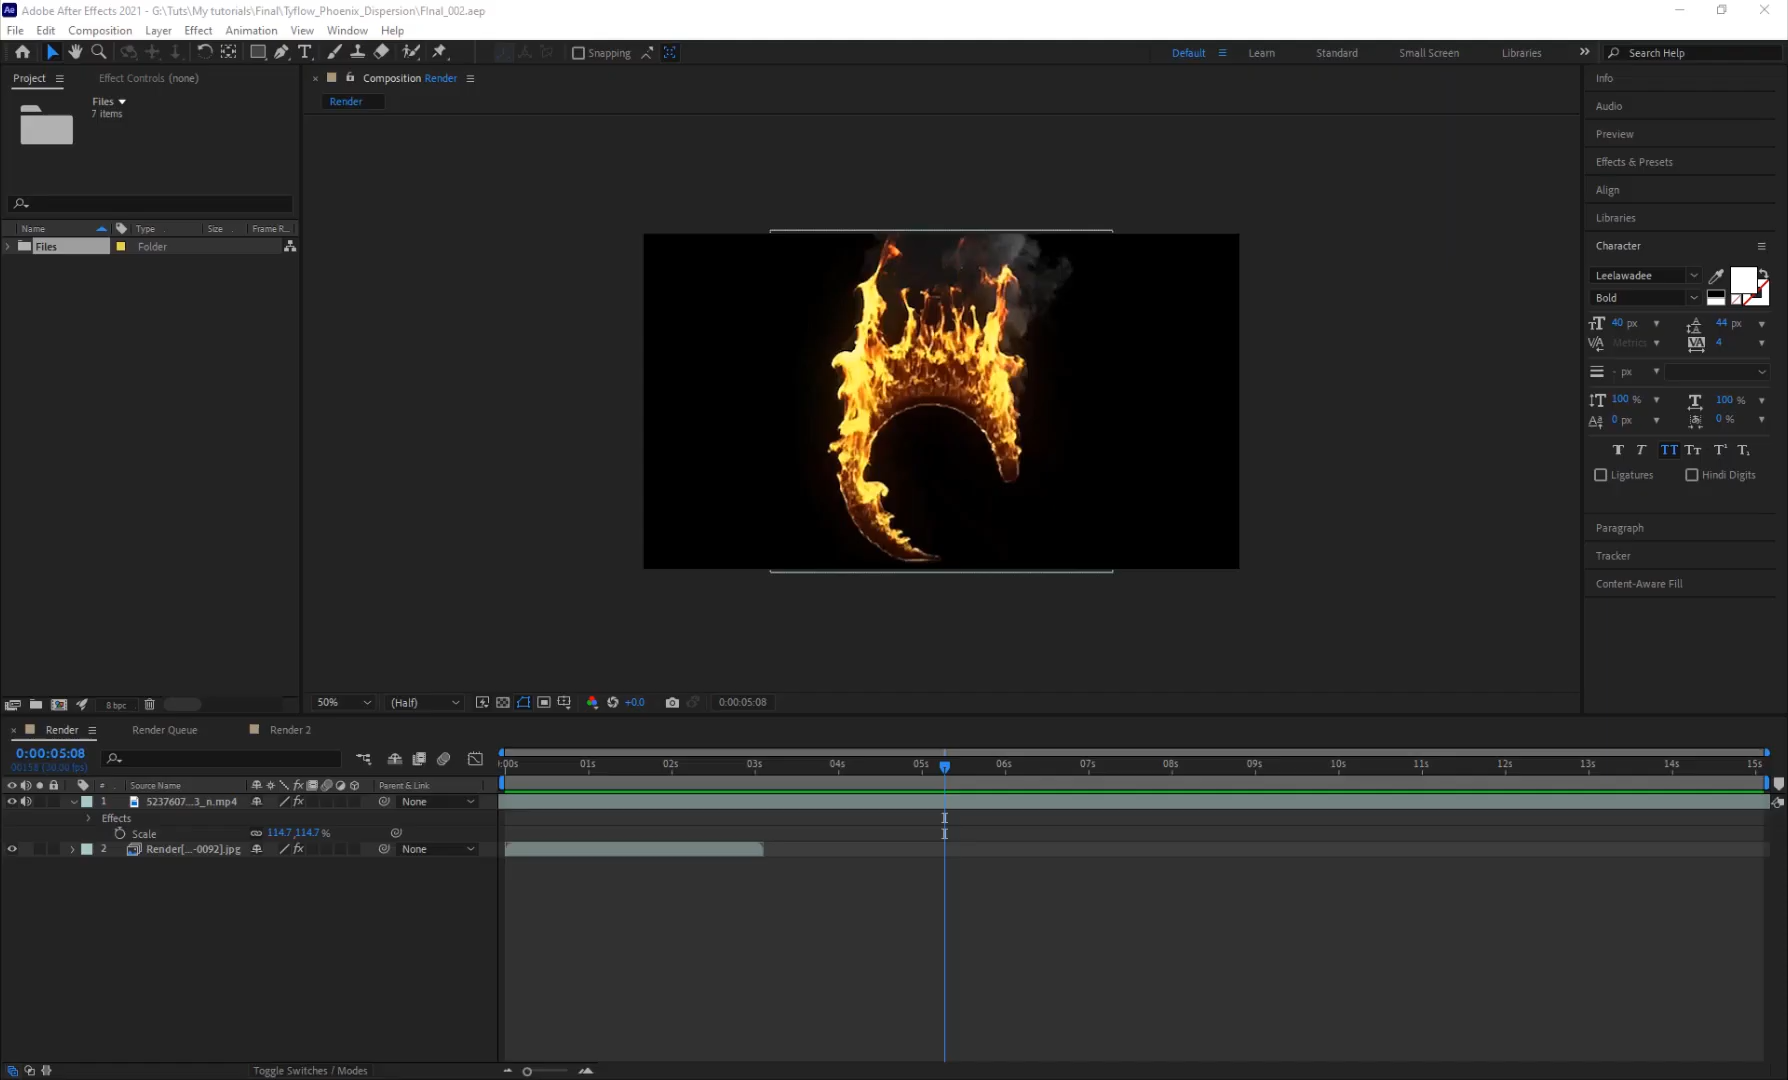 Adobe After Effects 2021 - G:\Tuts\My tutorials\Final\Tyflow_Phoenix_Dispersion\FInal_002.aep
File Edit Composition Layer Effect Animation View Window Help
Snapping
Default Learn Standard Small Screen Libraries Search Help
Project Effect Controls (none)
Files
7 items
Composition Render
Render
Name Type Size Frame R...
Files Folder
8 bpc
50% (Half) +0.0 0:00:05:08
Info
Audio
Preview
Effects & Presets
Align
Libraries
Character
Leelawadee
Bold
40 px 44 px
Metrics 4
- px
100 % 100 %
0 px 0 %
Ligatures Hindi Digits
Paragraph
Tracker
Content-Aware Fill
Render Render Queue Render 2
0:00:05:08
00158 (30.00 fps)
# Source Name Parent & Link
1 5237607...3_n.mp4 None
Effects
Scale 114.7,114.7 %
2 Render[...-0092].jpg None
:00s 01s 02s 03s 04s 05s 06s 07s 08s 09s 10s 11s 12s 13s 14s 15s
Toggle Switches / Modes